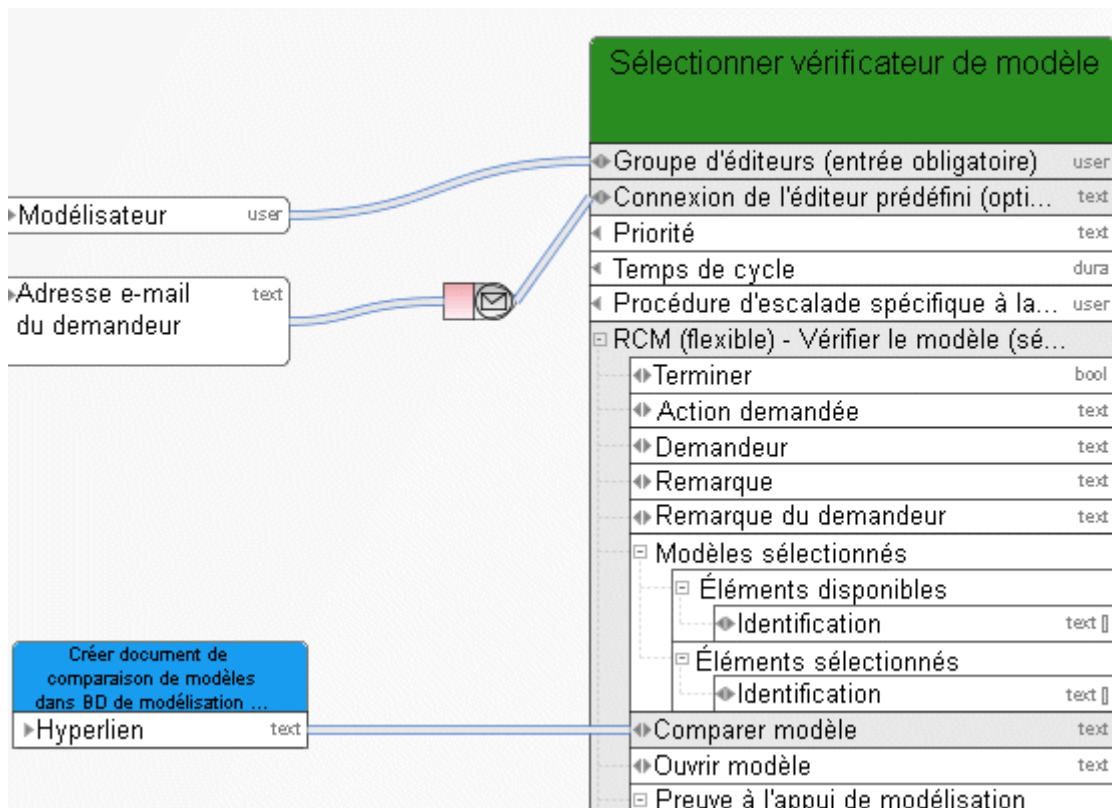 Sélectionner vérificateur de modèle
Groupe d'éditeurs (entrée obligatoire) user
Modélisateur user
Connexion de l'éditeur prédéfini (opti... text
Priorité text
Temps de cycle dura
Adresse e-mail text
du demandeur
Procédure d'escalade spécifique à la... user
RCM (flexible) - Vérifier le modèle (sé...
Terminer bool
Action demandée text
Demandeur text
Remarque text
Remarque du demandeur text
Modèles sélectionnés
Éléments disponibles
Identification text []
Éléments sélectionnés
Identification text []
Créer document de
comparaison de modèles
dans BD de modélisation ...
Hyperlien text
Comparer modèle text
Ouvrir modèle text
Preuve à l'appui de modélisation